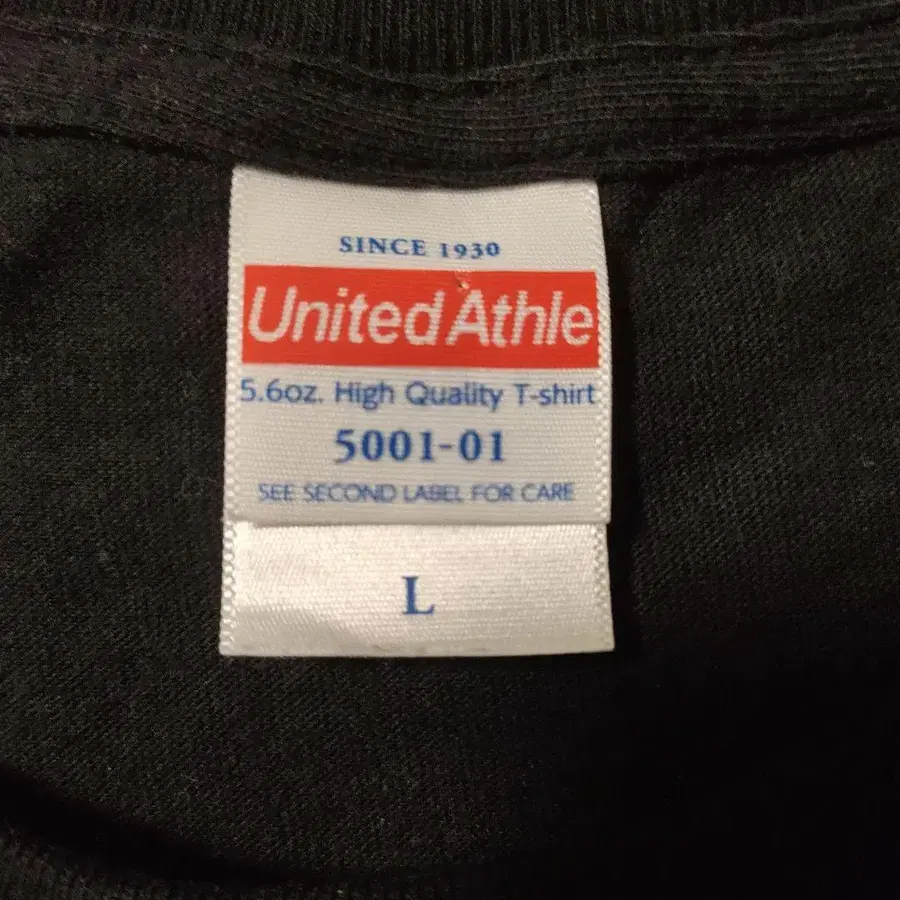 SINCE 1930
United Athle
5.6oz. High Quality T-shirt
5001-01
SEE SECOND LABEL FOR CARE
L